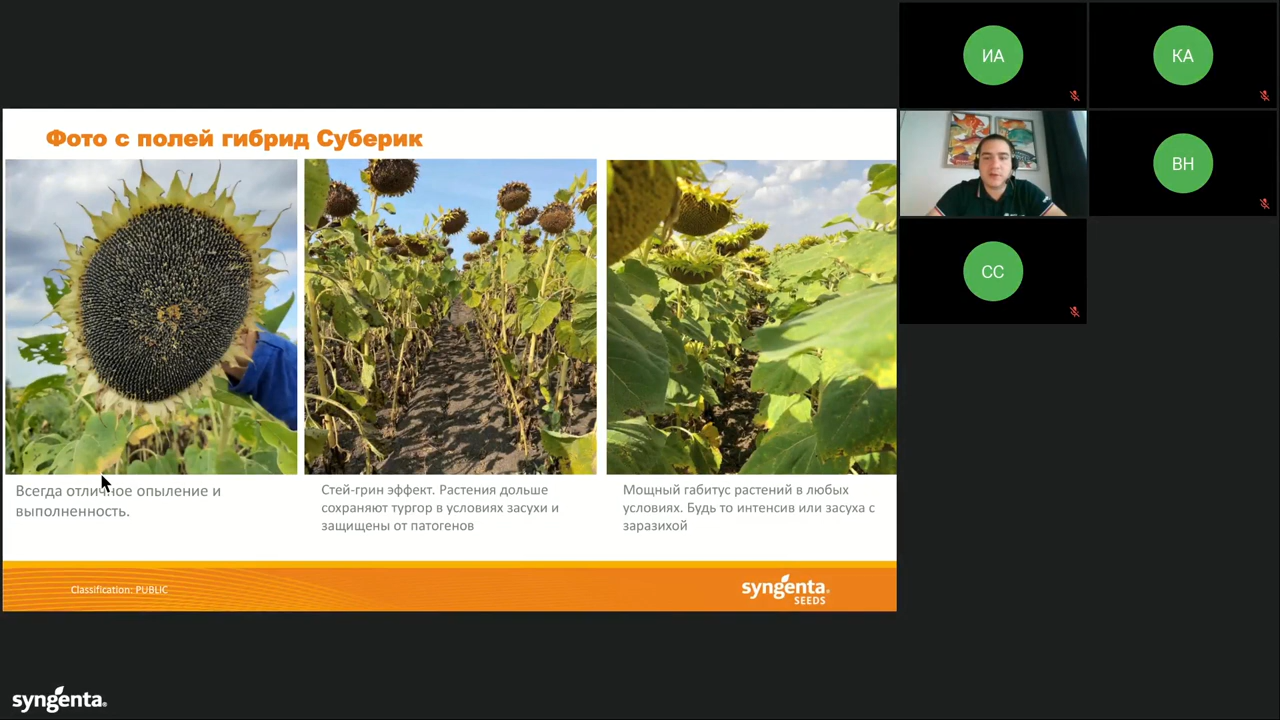 Фото с полей гибрид Суберик
Всегда отличное опыление и
выполненность.
Стей-грин эффект. Растения дольше
сохраняют тургор в условиях засухи и
защищены от патогенов
Мощный габитус растений в любых
условиях. Будь то интенсив или засуха с
заразихой
Classification: PUBLIC
syngenta
SEEDS
ИА
КА
ВН
СС
syngenta